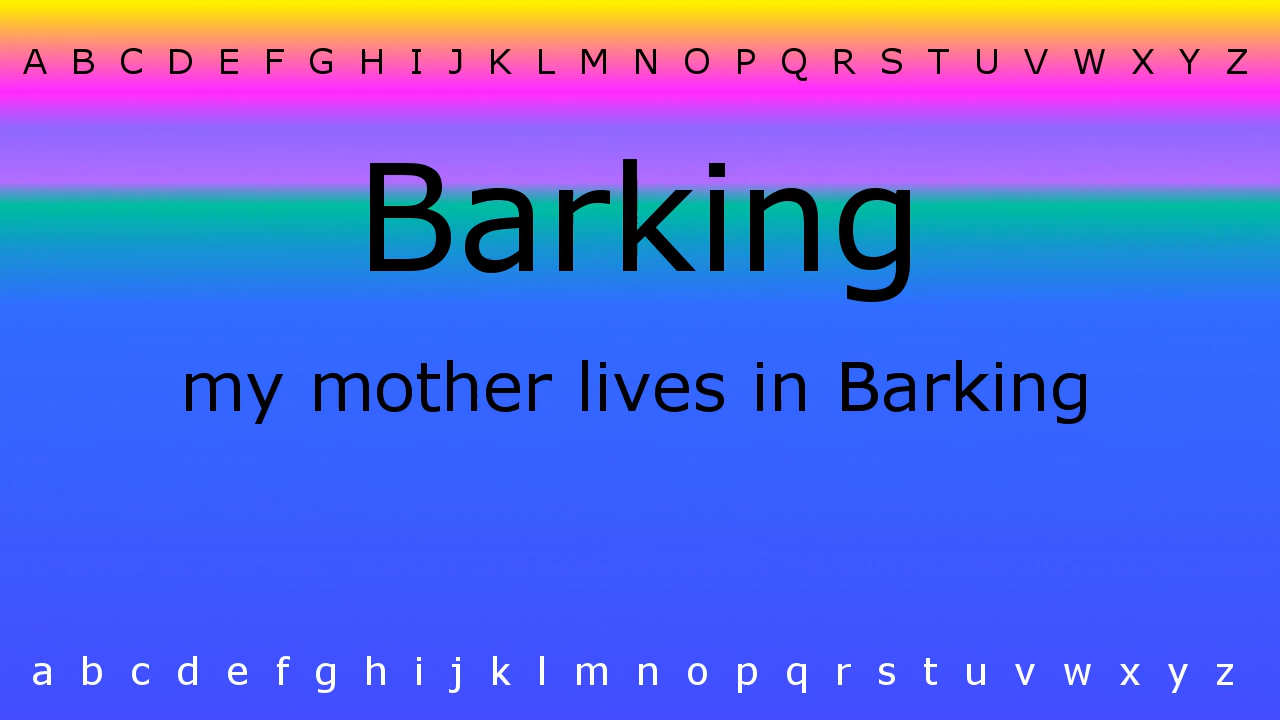 A B C D E F G H I J K L M N O P Q R S T U V W X Y Z
Barking
my mother lives in Barking
a b c d e f g h i j k l m n o p q r s t u v w x y z